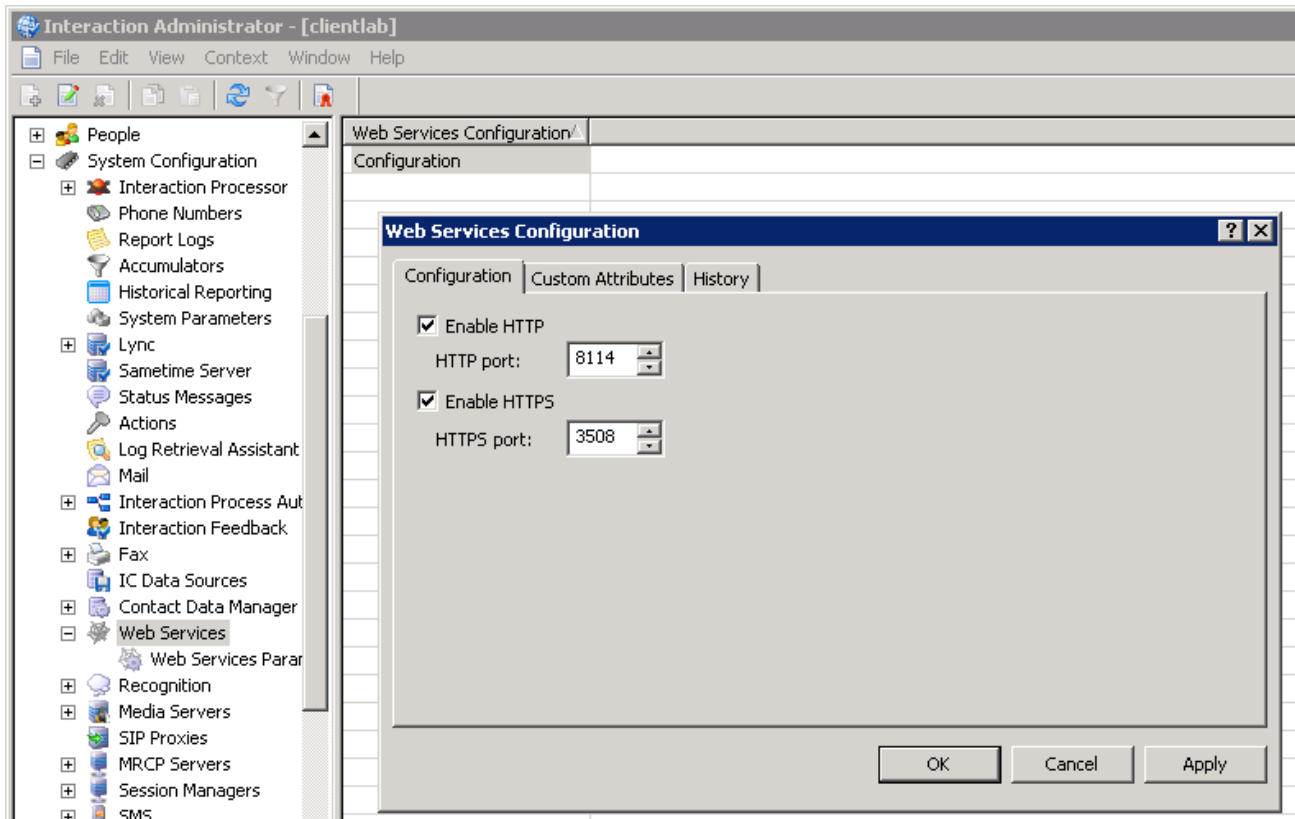 Interaction Administrator - [clientlab]
File Edit View Context Window Help
People
System Configuration
Interaction Processor
Phone Numbers
Report Logs
Accumulators
Historical Reporting
System Parameters
Lync
Sametime Server
Status Messages
Actions
Log Retrieval Assistant
Mail
Interaction Process Aut
Interaction Feedback
Fax
IC Data Sources
Contact Data Manager
Web Services
Web Services Parar
Recognition
Media Servers
SIP Proxies
MRCP Servers
Session Managers
SMS
Web Services Configuration
Configuration
Web Services Configuration
Configuration Custom Attributes History
Enable HTTP
HTTP port: 8114
Enable HTTPS
HTTPS port: 3508
OK Cancel Apply